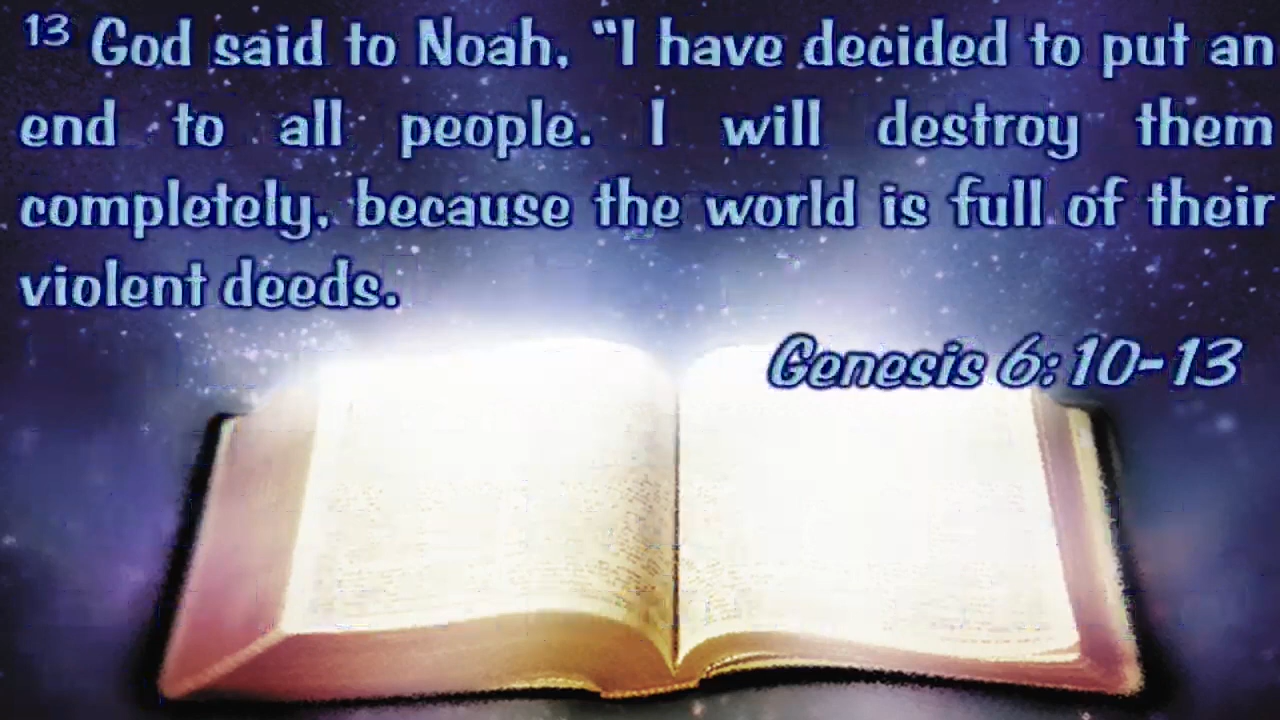 13 God said to Noah, “I have decided to put an
end to all people. I will destroy them
completely, because the world is full of their
violent deeds.
Genesis 6:10-13